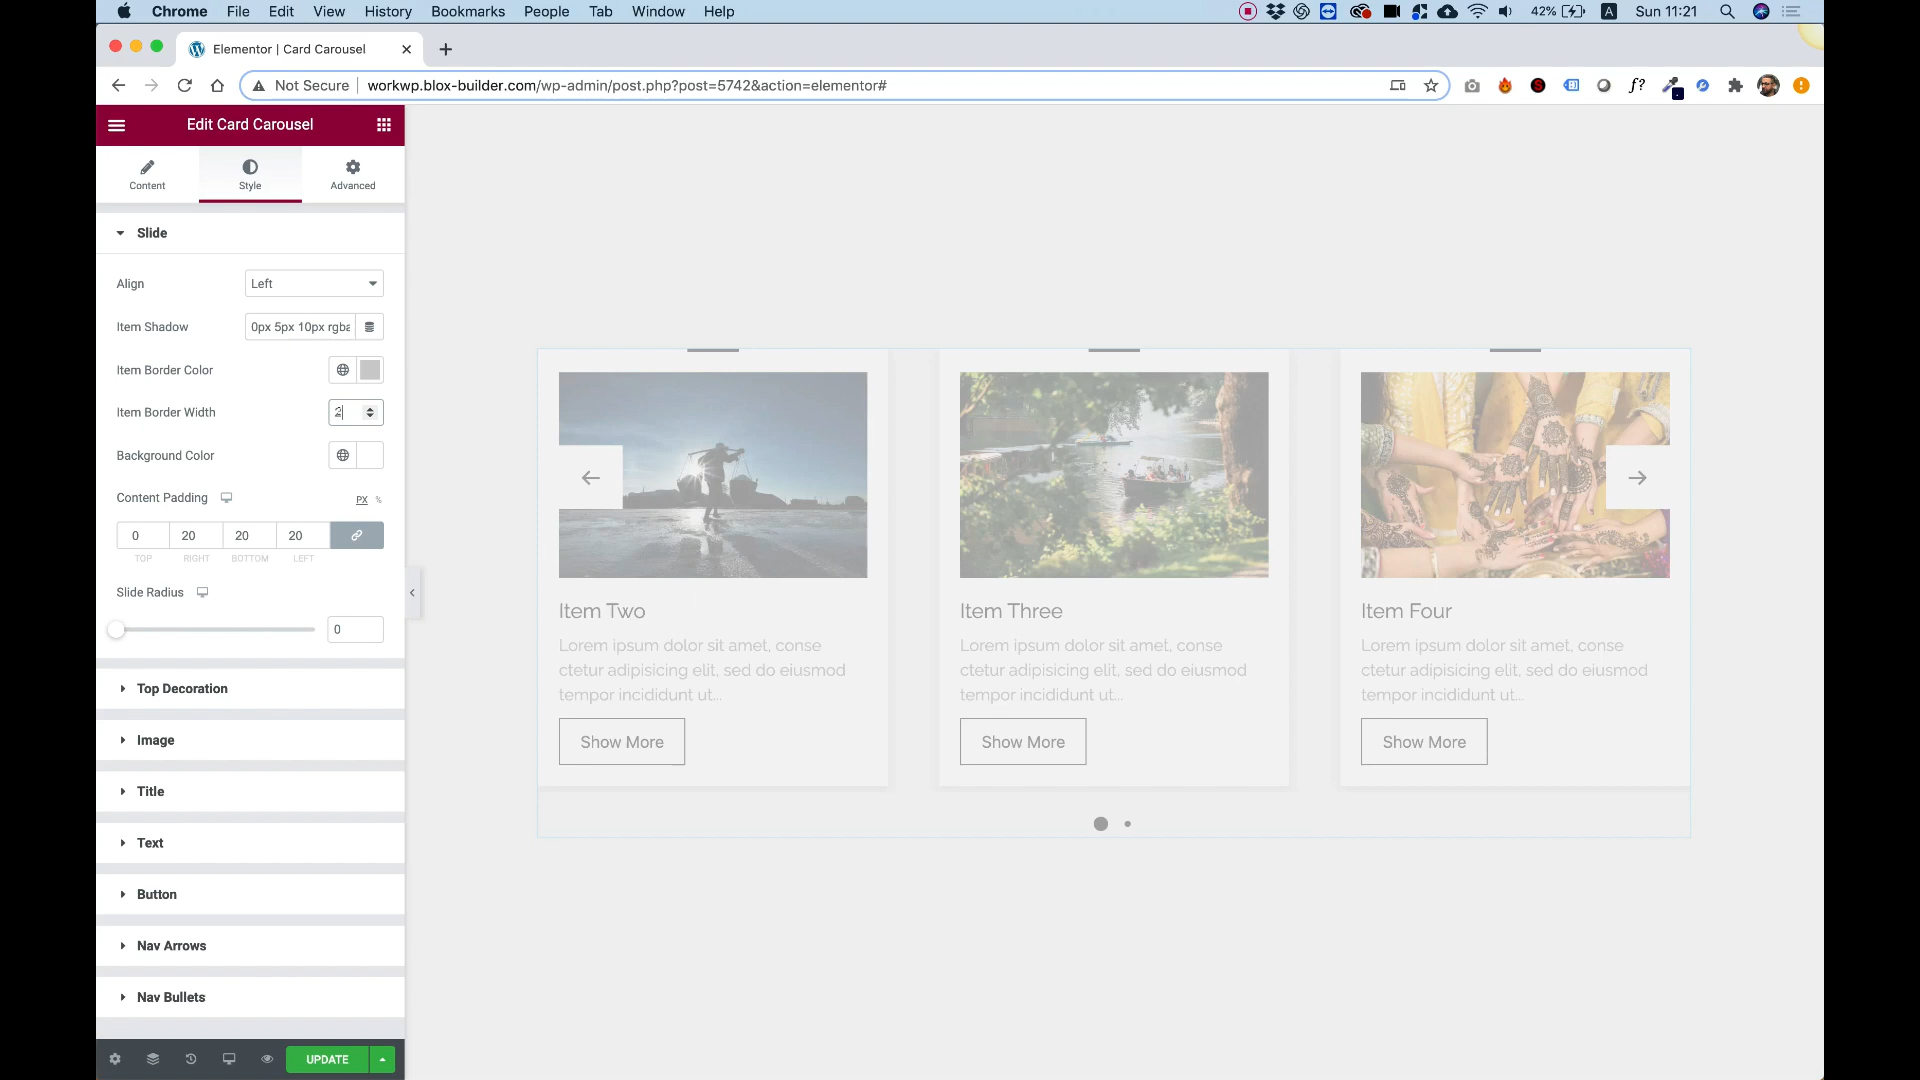 Chrome File Edit View History Bookmarks People Tab Window Help
42% A Sun 11:21
Elementor | Card Carousel
Not Secure workwp.blox-builder.com/wp-admin/post.php?post=5742&action=elementor#
f?
Edit Card Carousel
Content Style Advanced
Slide
Align Left
Item Shadow 0px 5px 10px rgba
Item Border Color
Item Border Width 2
Background Color
Content Padding PX %
0 20 20 20
TOP RIGHT BOTTOM LEFT
Slide Radius
0
Top Decoration
Image
Title
Text
Button
Nav Arrows
Nav Bullets
UPDATE
Item Two
Lorem ipsum dolor sit amet, conse
ctetur adipisicing elit, sed do eiusmod
tempor incididunt ut...
Show More
Item Three
Lorem ipsum dolor sit amet, conse
ctetur adipisicing elit, sed do eiusmod
tempor incididunt ut...
Show More
Item Four
Lorem ipsum dolor sit amet, conse
ctetur adipisicing elit, sed do eiusmod
tempor incididunt ut...
Show More